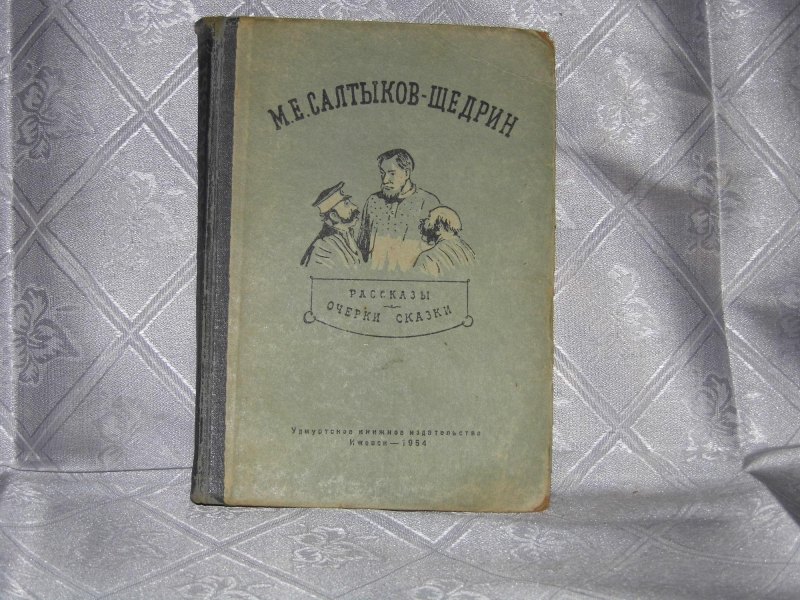 М.Е.САЛТЫКОВ-ЩЕДРИН
РАССКАЗЫ
ОЧЕРКИ СКАЗКИ
Удмуртское книжное издательство
Ижевск — 1954